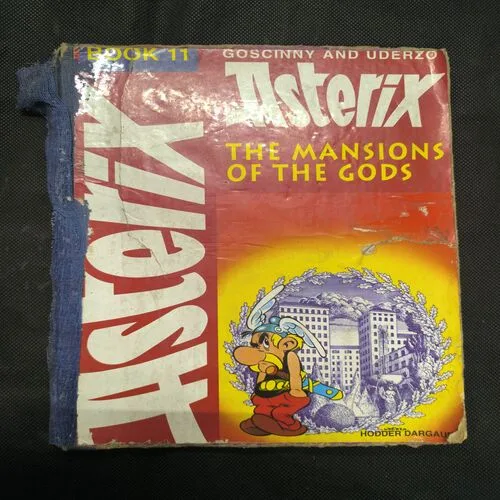 BOOK 11
GOSCINNY AND UDERZO
Asterix
Asterix
THE MANSIONS
OF THE GODS
HODDER DARGAUD